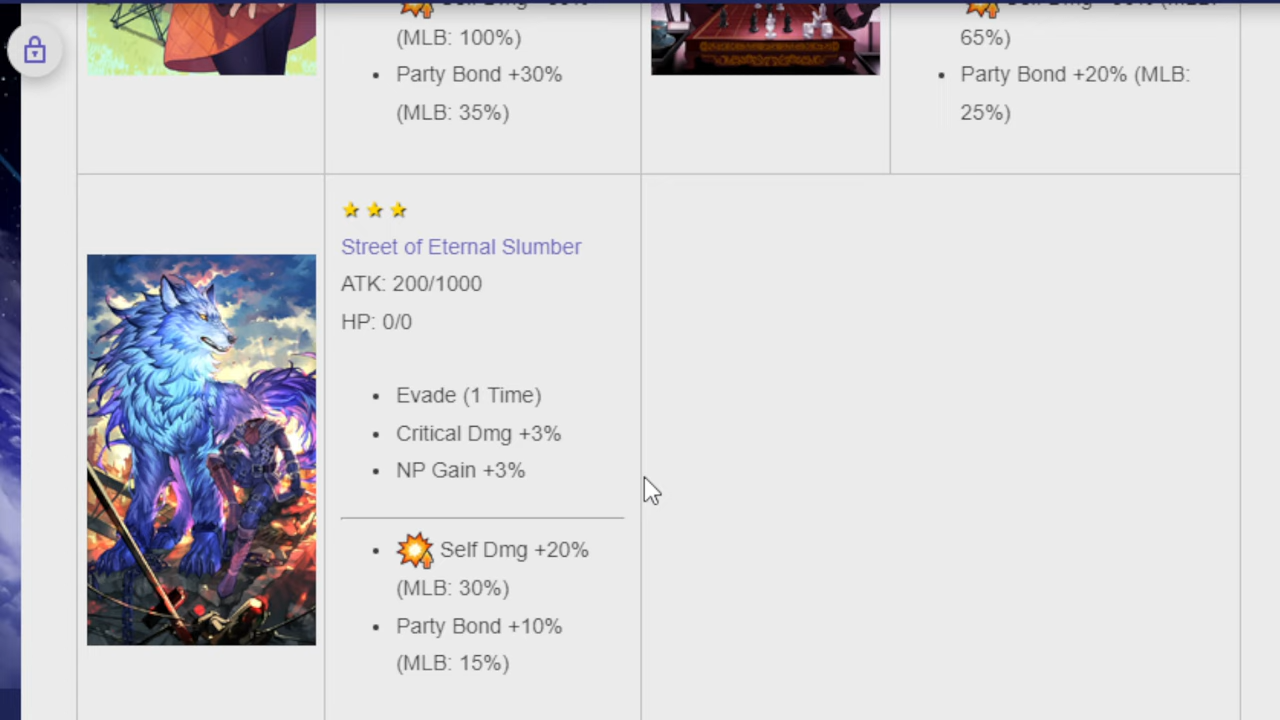 (MLB: 100%)
• Party Bond +30%
(MLB: 35%)
65%)
• Party Bond +20% (MLB:
25%)
Street of Eternal Slumber
ATK: 200/1000
HP: 0/0
• Evade (1 Time)
• Critical Dmg +3%
• NP Gain +3%
• Self Dmg +20%
(MLB: 30%)
• Party Bond +10%
(MLB: 15%)